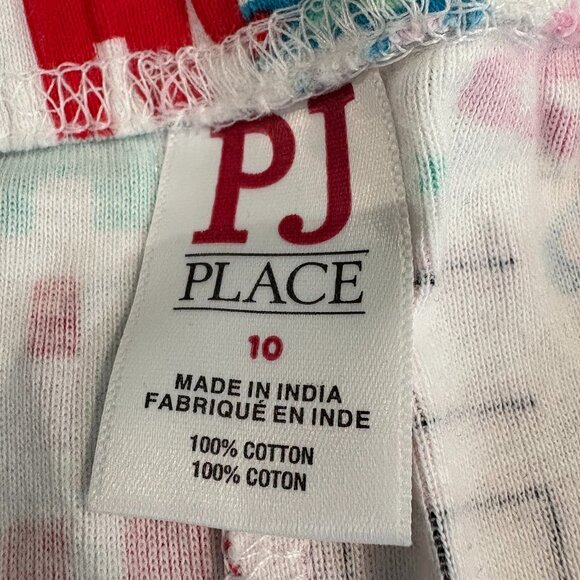 PJ
PLACE
10
MADE IN INDIA
FABRIQUÉ EN INDE
100% COTTON
100% COTON